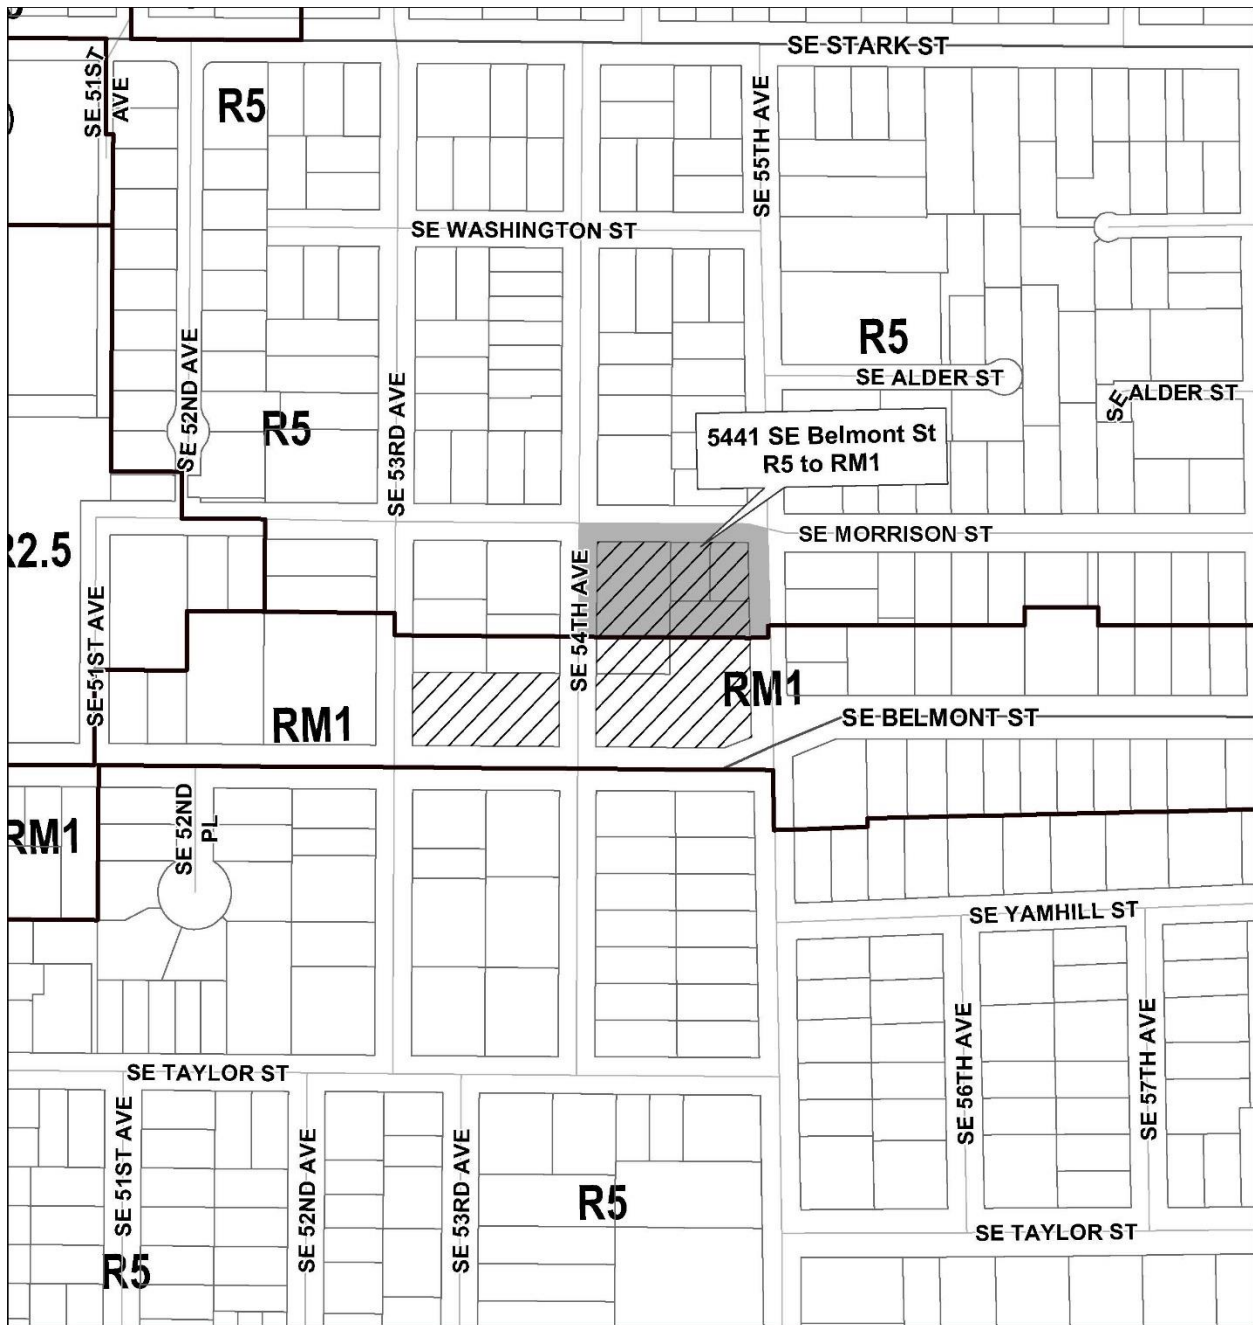 SE STARK ST
SE 51ST
AVE
R5
SE 55TH AVE
SE WASHINGTON ST
SE 52ND AVE
R5
SE ALDER ST
SE
ALDER ST
SE 53RD AVE
R5
5441 SE Belmont St
R5 to RM1
SE MORRISON ST
R2.5
SE 54TH AVE
SE 51ST AVE
RM1
RM1
SE BELMONT ST
SE 52ND
PL
RM1
SE YAMHILL ST
SE 56TH AVE
SE 57TH AVE
SE TAYLOR ST
SE 51ST AVE
SE 52ND AVE
SE 53RD AVE
R5
SE TAYLOR ST
R5